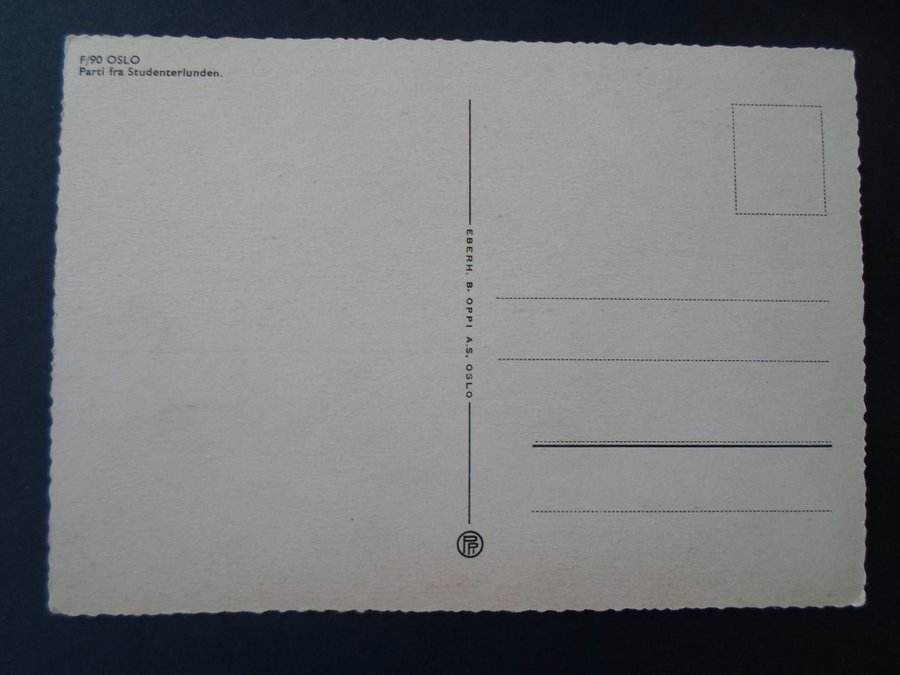 F/90 OSLO
Parti fra Studenterlunden.
EBERH. B. OPPI A.S, OSLO